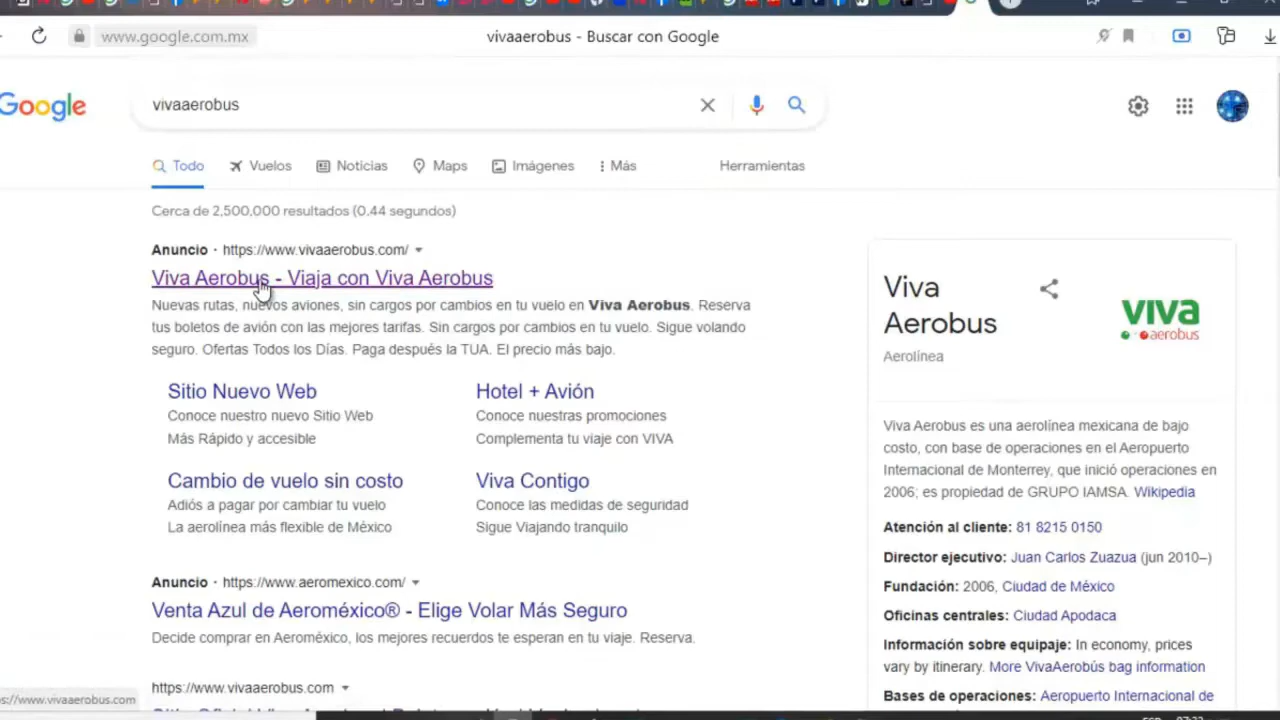 www.google.com.mx
vivaaerobus - Buscar con Google
Google
vivaaerobus
Todo
Vuelos
Noticias
Maps
Imágenes
Más
Herramientas
Cerca de 2,500,000 resultados (0.44 segundos)
Anuncio · https://www.vivaaerobus.com/
Viva Aerobus - Viaja con Viva Aerobus
Nuevas rutas, nuevos aviones, sin cargos por cambios en tu vuelo en Viva Aerobus. Reserva
tus boletos de avión con las mejores tarifas. Sin cargos por cambios en tu vuelo. Sigue volando
seguro. Ofertas Todos los Días. Paga después la TUA. El precio más bajo.
Sitio Nuevo Web
Conoce nuestro nuevo Sitio Web
Más Rápido y accesible
Hotel + Avión
Conoce nuestras promociones
Complementa tu viaje con VIVA
Cambio de vuelo sin costo
Adiós a pagar por cambiar tu vuelo
La aerolínea más flexible de México
Viva Contigo
Conoce las medidas de seguridad
Sigue Viajando tranquilo
Anuncio · https://www.aeromexico.com/
Venta Azul de Aeroméxico® - Elige Volar Más Seguro
Decide comprar en Aeroméxico, los mejores recuerdos te esperan en tu viaje. Reserva.
https://www.vivaaerobus.com
Viva
Aerobus
Aerolínea
viva
aerobus
Viva Aerobus es una aerolínea mexicana de bajo
costo, con base de operaciones en el Aeropuerto
Internacional de Monterrey, que inició operaciones en
2006; es propiedad de GRUPO IAMSA. Wikipedia
Atención al cliente: 81 8215 0150
Director ejecutivo: Juan Carlos Zuazua (jun 2010–)
Fundación: 2006, Ciudad de México
Oficinas centrales: Ciudad Apodaca
Información sobre equipaje: In economy, prices
vary by itinerary. More VivaAerobús bag information
Bases de operaciones: Aeropuerto Internacional de
s://www.vivaaerobus.com